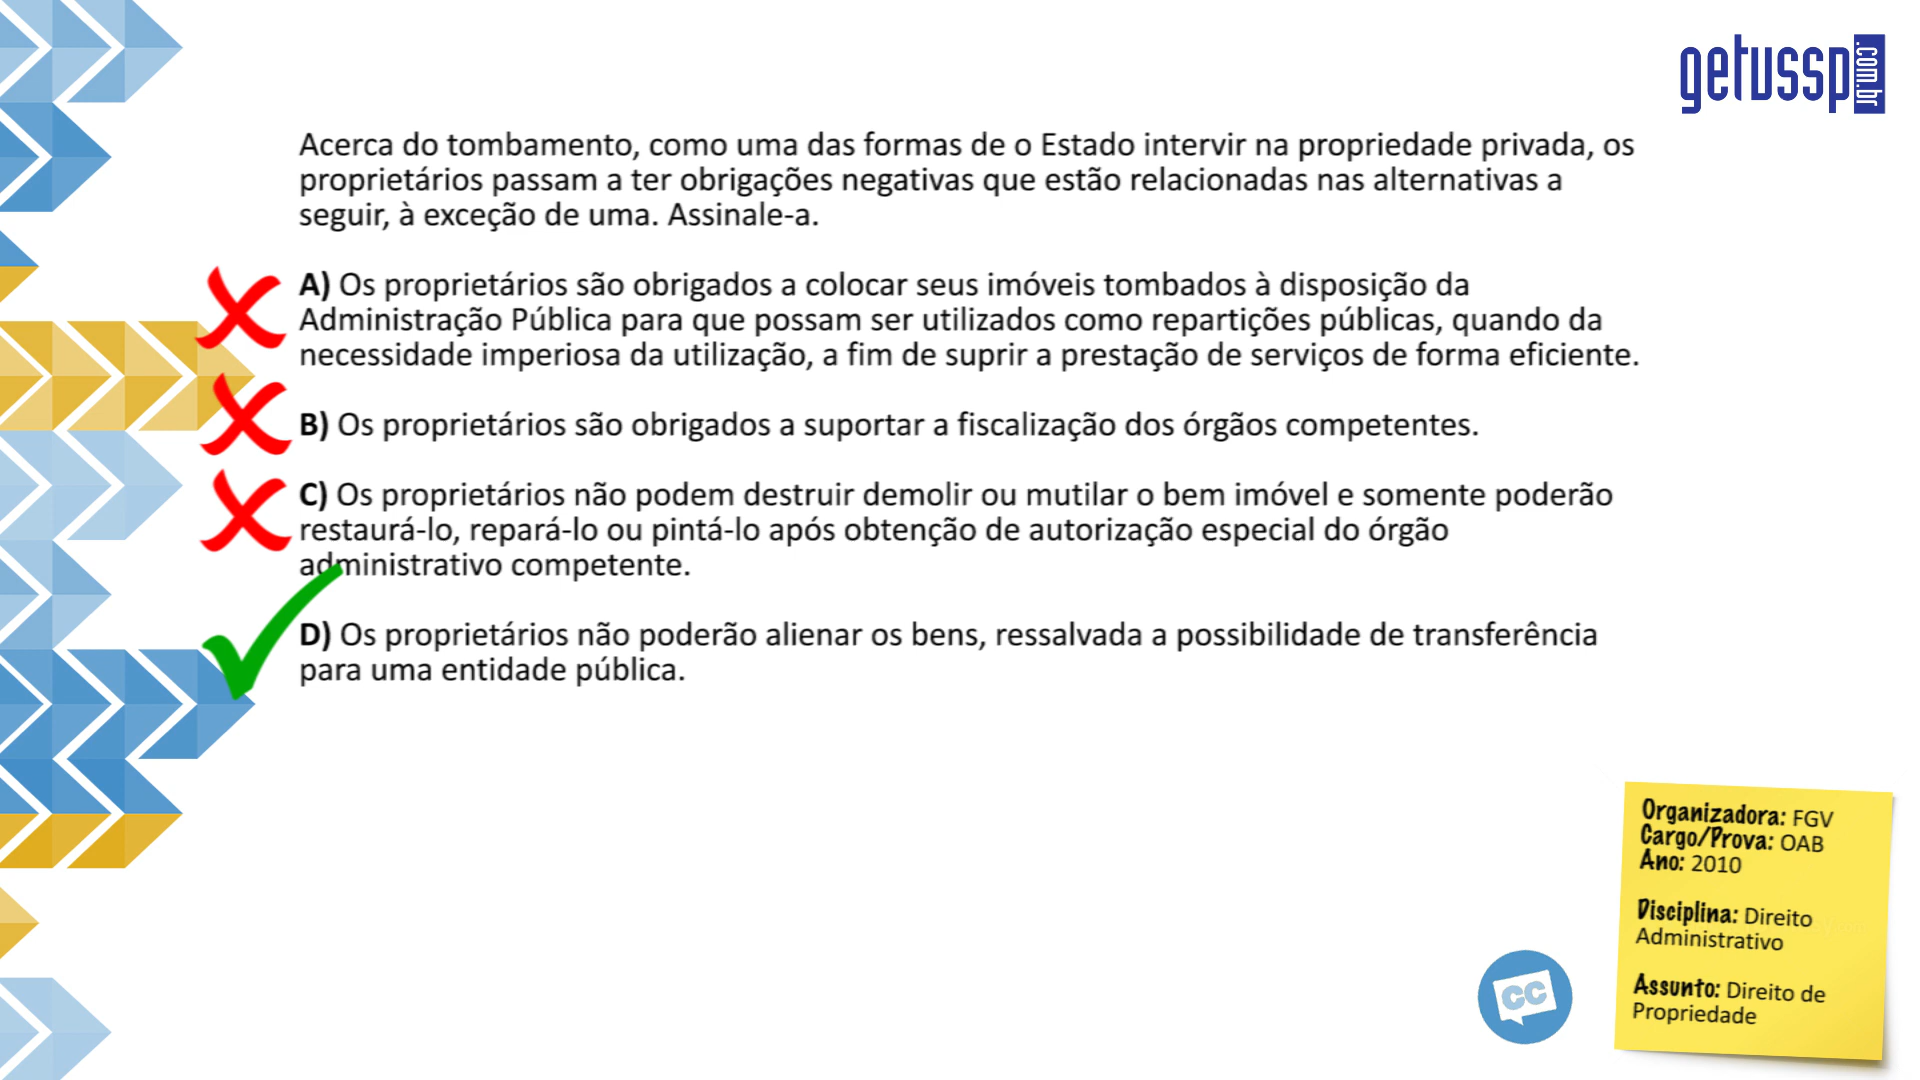 getussp.com.br
Acerca do tombamento, como uma das formas de o Estado intervir na propriedade privada, os
proprietários passam a ter obrigações negativas que estão relacionadas nas alternativas a
seguir, à exceção de uma. Assinale-a.
A) Os proprietários são obrigados a colocar seus imóveis tombados à disposição da
Administração Pública para que possam ser utilizados como repartições públicas, quando da
necessidade imperiosa da utilização, a fim de suprir a prestação de serviços de forma eficiente.
B) Os proprietários são obrigados a suportar a fiscalização dos órgãos competentes.
C) Os proprietários não podem destruir demolir ou mutilar o bem imóvel e somente poderão
restaurá-lo, repará-lo ou pintá-lo após obtenção de autorização especial do órgão
administrativo competente.
D) Os proprietários não poderão alienar os bens, ressalvada a possibilidade de transferência
para uma entidade pública.
Organizadora: FGV
Cargo/Prova: OAB
Ano: 2010
Disciplina: Direito
Administrativo
Assunto: Direito de
Propriedade
CC